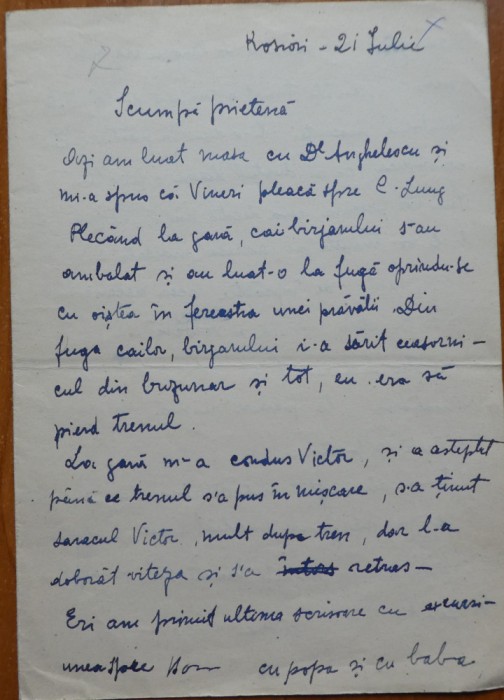 Rosiori - 21 Iulie
Scumpă prietenă
Azi am luat masa cu Dl Anghelescu și
mi-a spus că Vineri pleacă spre C-Lung
Plecând la gară, caii birjarului s-au
ambalat și au luat-o la fugă oprindu-se
cu oiștea în fereastra unei prăvălii. Din
fuga cailor, birjarului i-a sărit ceasorni-
cul din buzunar și tot, eu era să
pierd trenul.
La gară m-a condus Victor, și a așteptat
până ce trenul s'a pus în mișcare, s-a ținut
saracul Victor, mult dupa tren, dar l-a
doborât viteza și s'a retras -
Eri am primit ultima scrisoare cu excursi-
unea spre cu popa și cu baba